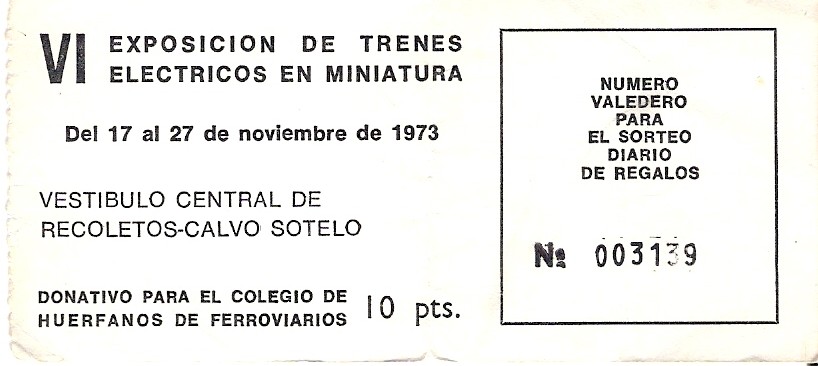 VI EXPOSICION DE TRENES
ELECTRICOS EN MINIATURA
Del 17 al 27 de noviembre de 1973
VESTIBULO CENTRAL DE
RECOLETOS-CALVO SOTELO
DONATIVO PARA EL COLEGIO DE
HUERFANOS DE FERROVIARIOS 10 pts.
NUMERO
VALEDERO
PARA
EL SORTEO
DIARIO
DE REGALOS
Nº 003139